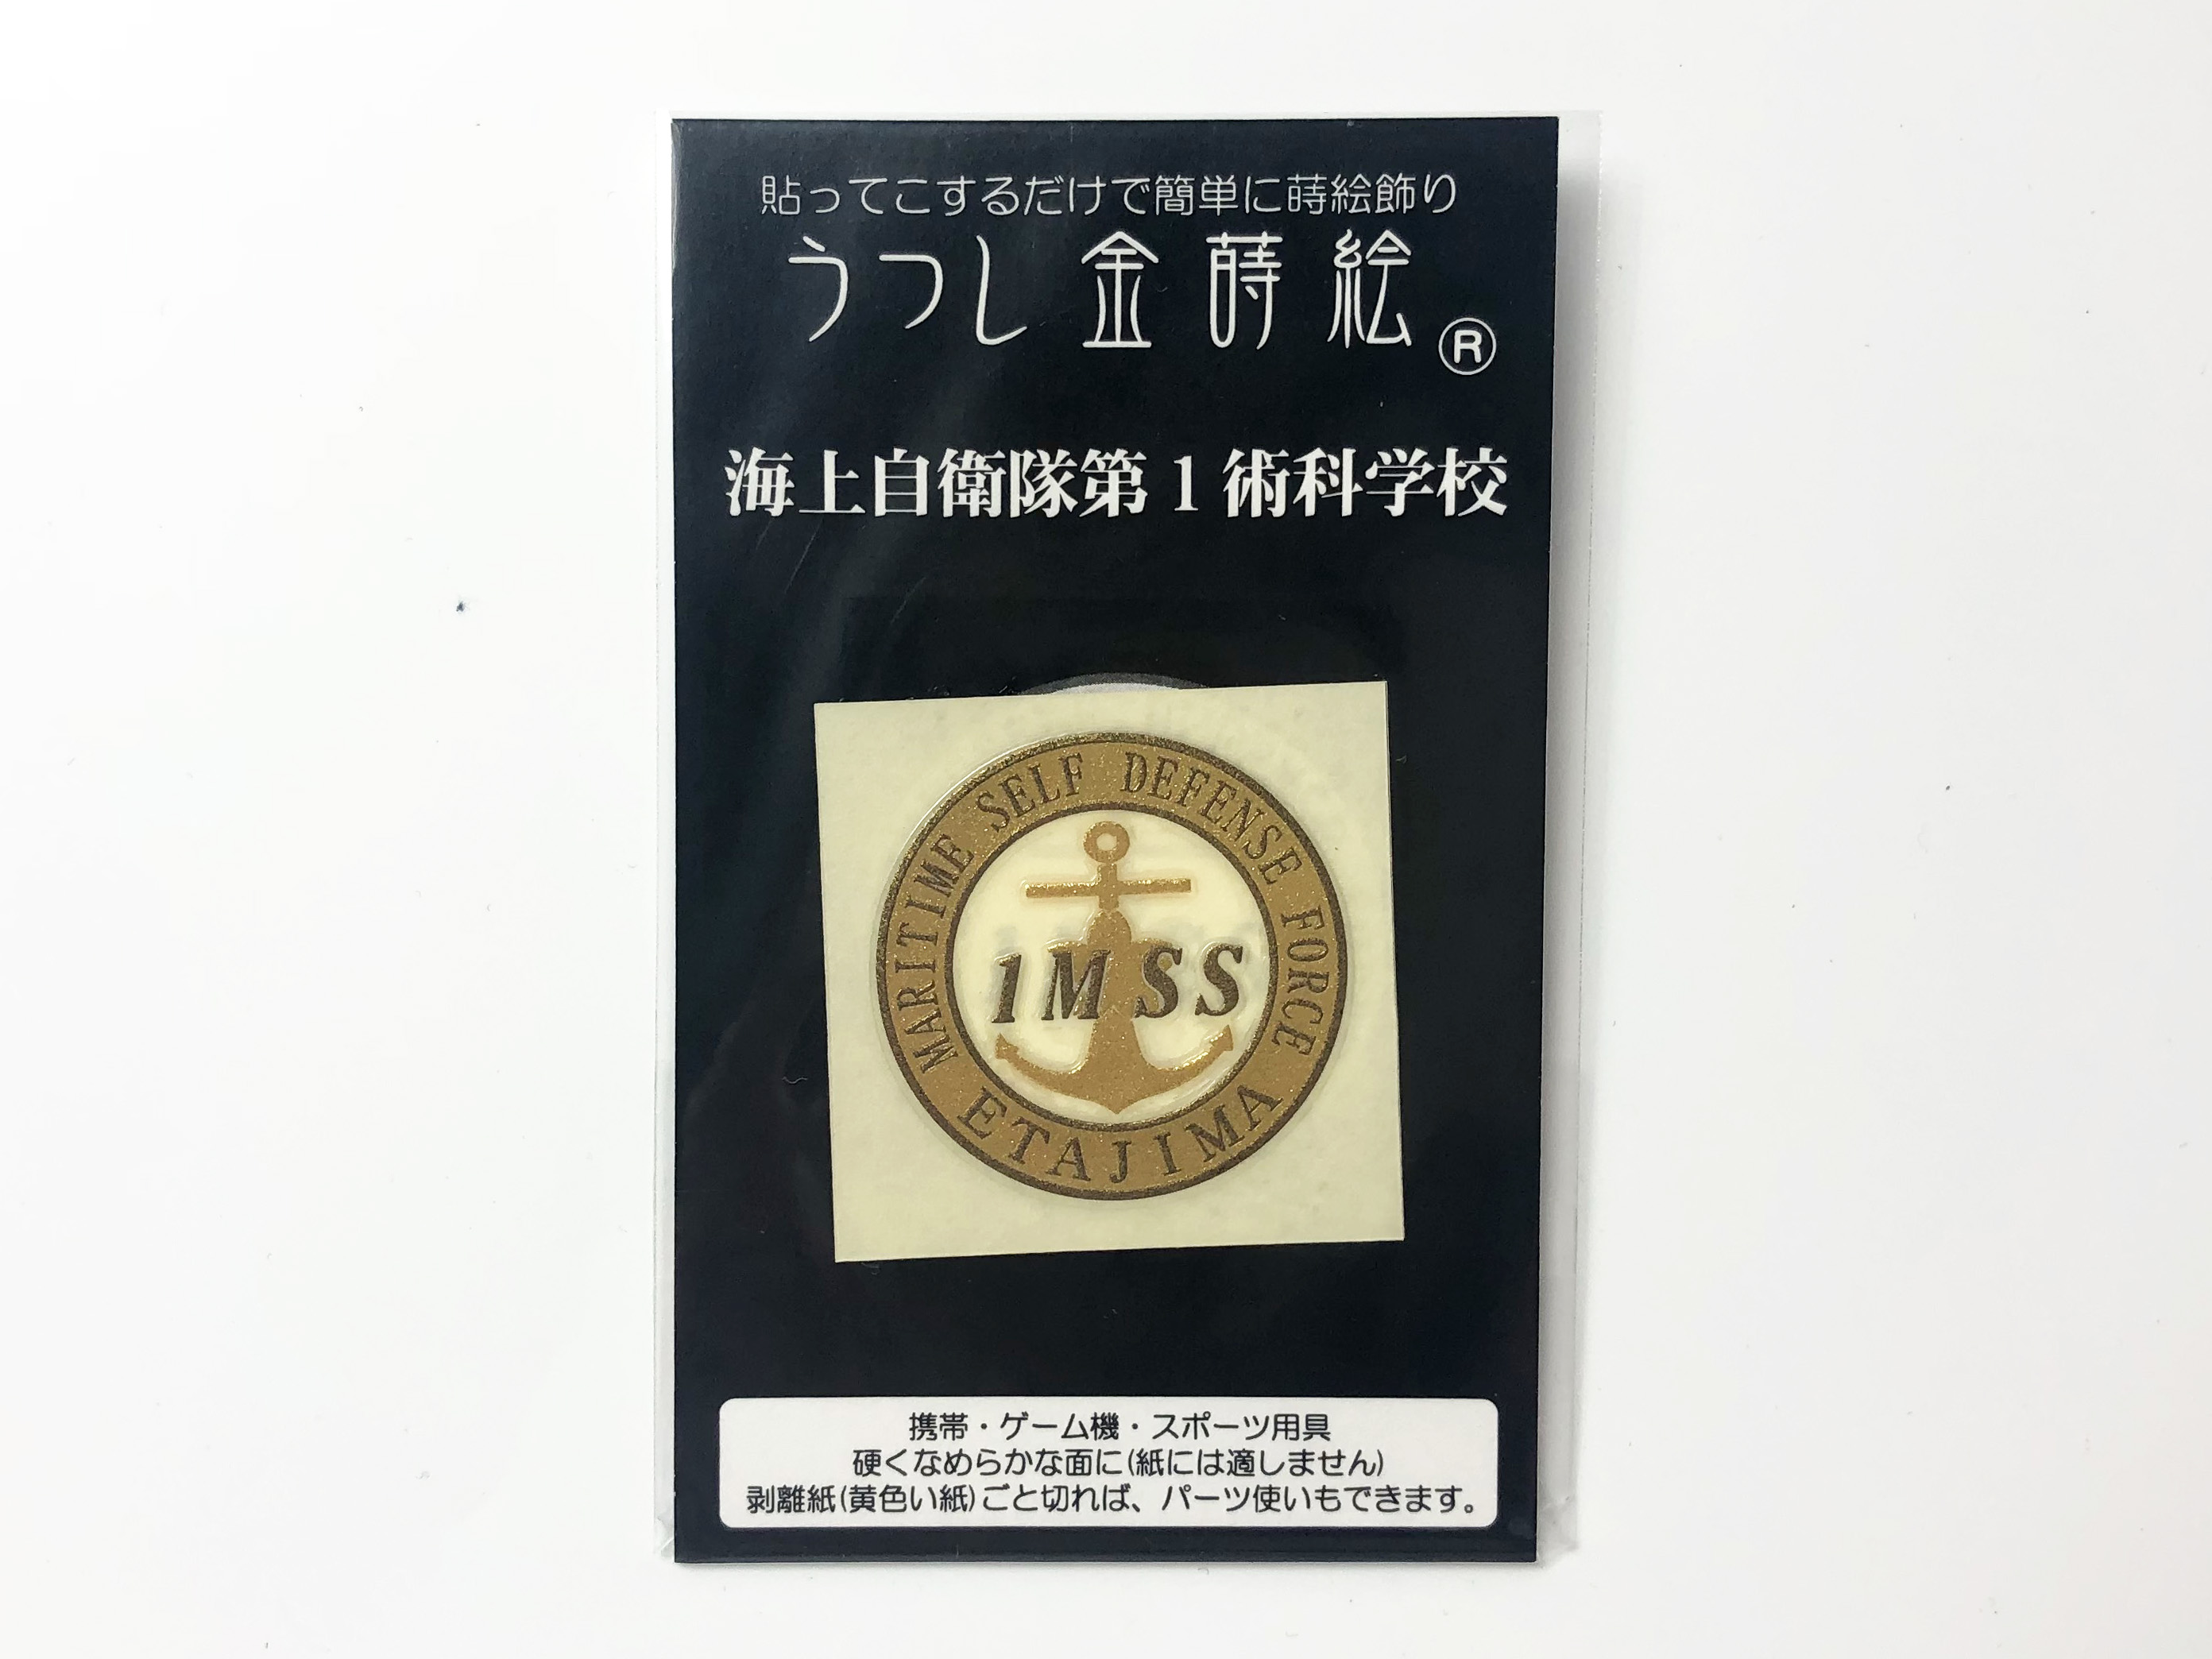 貼ってこするだけで簡単に蒔絵飾り
うつし金蒔絵®
海上自衛隊第1術科学校
MARITIME SELF DEFENSE FORCE
1MSS
ETAJIMA
携帯・ゲーム機・スポーツ用具
硬くなめらかな面に(紙には適しません)
剥離紙(黄色い紙)ごと切れば、パーツ使いもできます。